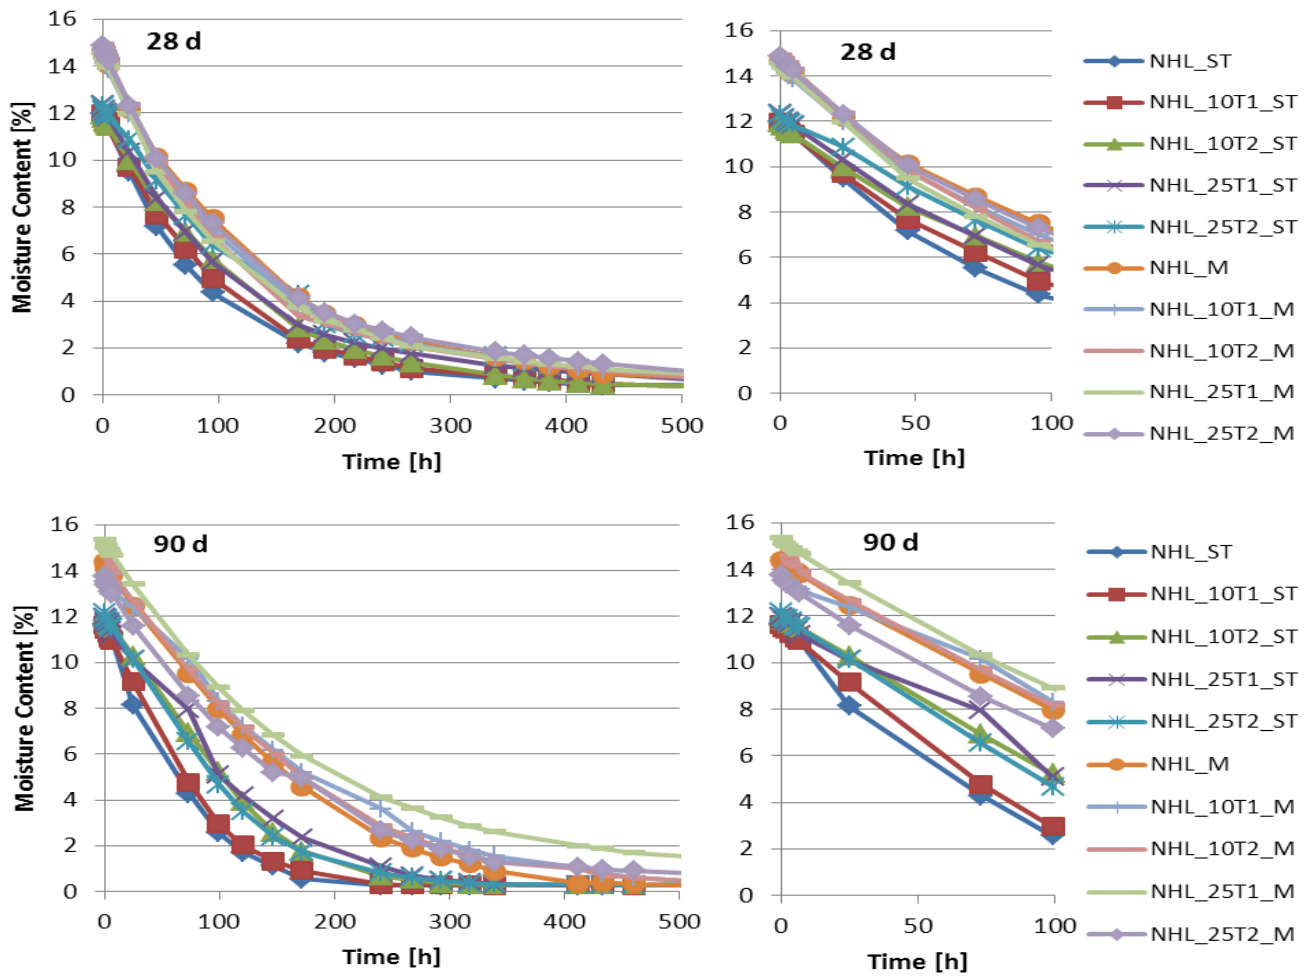 28 d
Moisture Content [%]
16
14
12
10
8
6
4
2
0
0 100 200 300 400 500
Time [h]
28 d
16
14
12
10
8
6
4
2
0
0 50 100
Time [h]
NHL_ST
NHL_10T1_ST
NHL_10T2_ST
NHL_25T1_ST
NHL_25T2_ST
NHL_M
NHL_10T1_M
NHL_10T2_M
NHL_25T1_M
NHL_25T2_M
90 d
Moisture Content [%]
16
14
12
10
8
6
4
2
0
0 100 200 300 400 500
Time [h]
90 d
16
14
12
10
8
6
4
2
0
0 50 100
Time [h]
NHL_ST
NHL_10T1_ST
NHL_10T2_ST
NHL_25T1_ST
NHL_25T2_ST
NHL_M
NHL_10T1_M
NHL_10T2_M
NHL_25T1_M
NHL_25T2_M